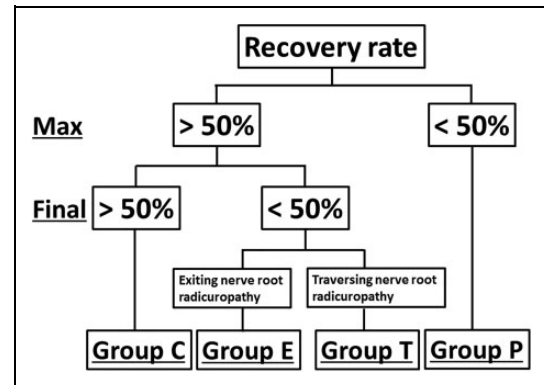 Recovery rate
Max
> 50%
< 50%
Final
> 50%
< 50%
Exiting nerve root
radicuropathy
Traversing nerve root
radicuropathy
Group C
Group E
Group T
Group P